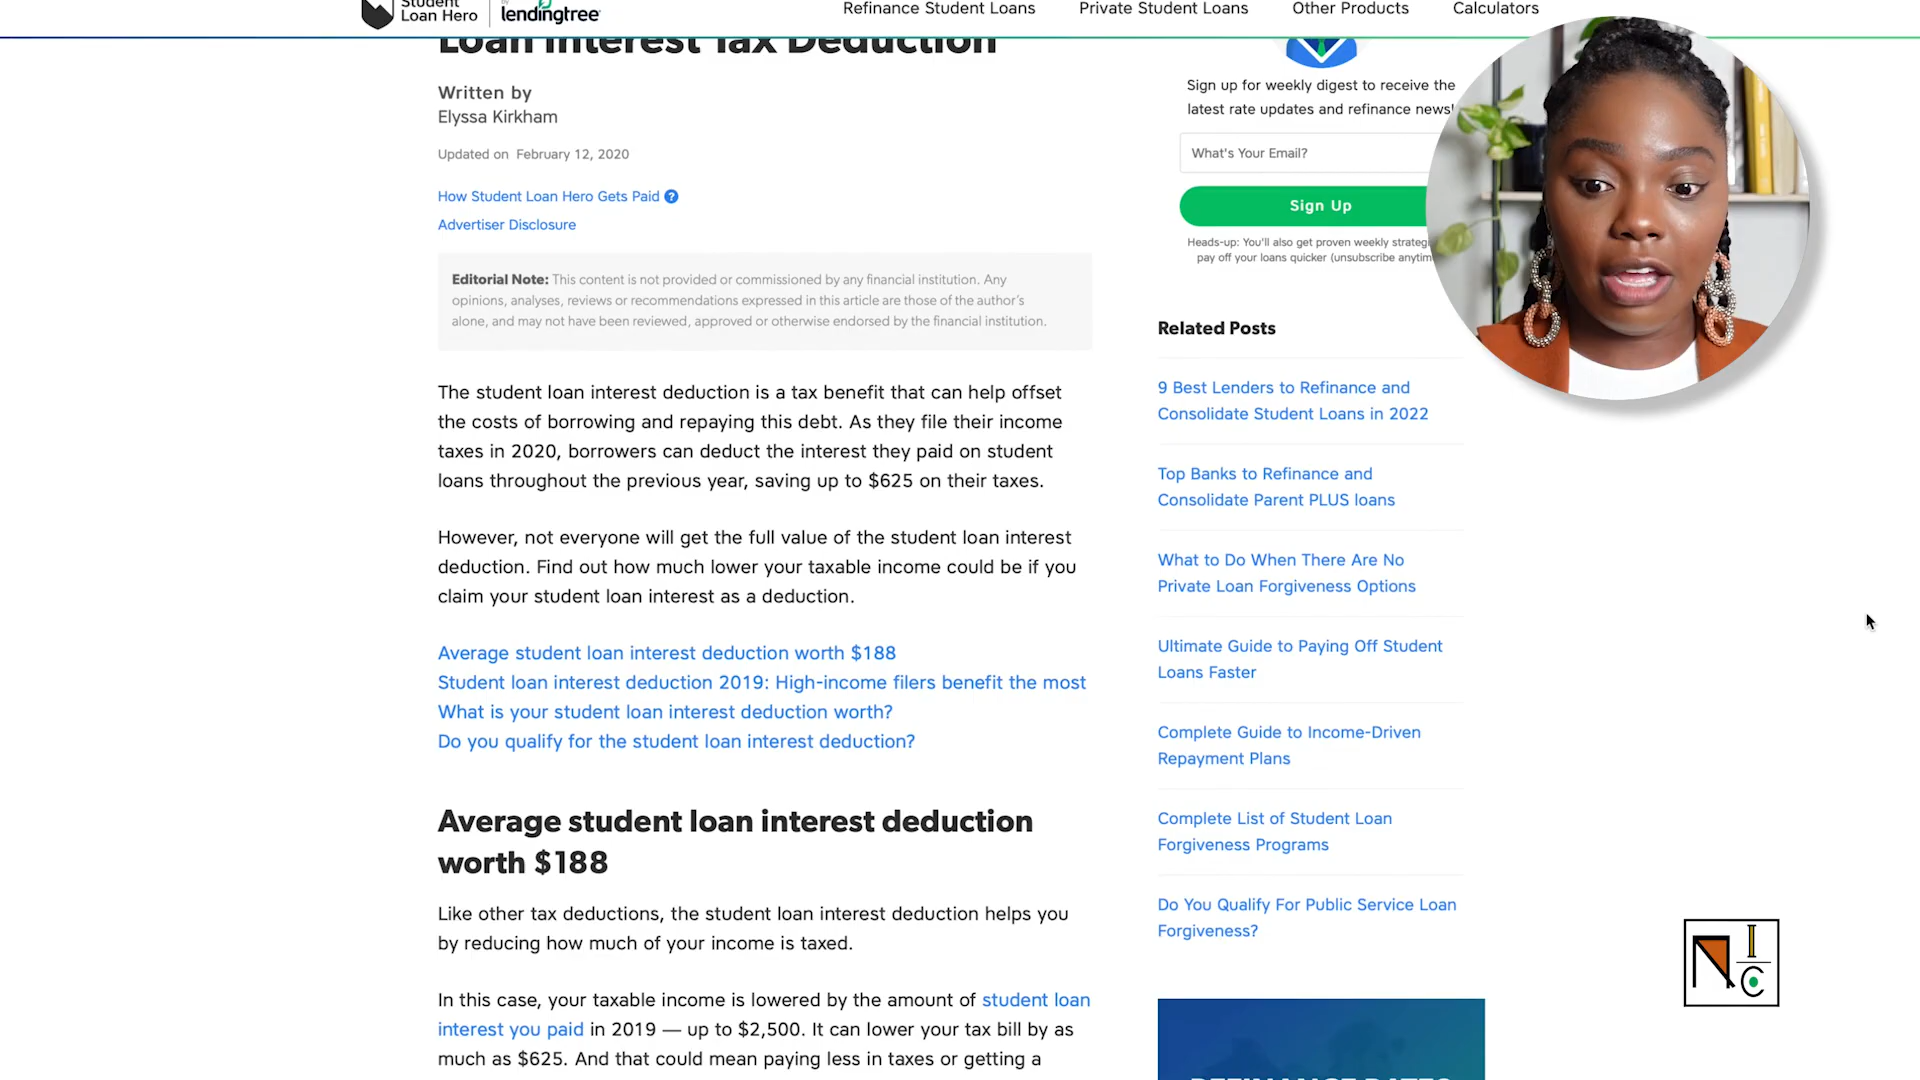 Student
Loan Hero
by
lendingtree
Refinance Student Loans
Private Student Loans
Other Products
Calculators
Loan Interest Tax Deduction
Written by
Elyssa Kirkham
Updated on February 12, 2020
How Student Loan Hero Gets Paid ?
Advertiser Disclosure
Editorial Note: This content is not provided or commissioned by any financial institution. Any
opinions, analyses, reviews or recommendations expressed in this article are those of the author's
alone, and may not have been reviewed, approved or otherwise endorsed by the financial institution.
The student loan interest deduction is a tax benefit that can help offset
the costs of borrowing and repaying this debt. As they file their income
taxes in 2020, borrowers can deduct the interest they paid on student
loans throughout the previous year, saving up to $625 on their taxes.
However, not everyone will get the full value of the student loan interest
deduction. Find out how much lower your taxable income could be if you
claim your student loan interest as a deduction.
Average student loan interest deduction worth $188
Student loan interest deduction 2019: High-income filers benefit the most
What is your student loan interest deduction worth?
Do you qualify for the student loan interest deduction?
Average student loan interest deduction
worth $188
Like other tax deductions, the student loan interest deduction helps you
by reducing how much of your income is taxed.
In this case, your taxable income is lowered by the amount of student loan
interest you paid in 2019 — up to $2,500. It can lower your tax bill by as
much as $625. And that could mean paying less in taxes or getting a
Sign up for weekly digest to receive the
latest rate updates and refinance news!
What's Your Email?
Sign Up
Heads-up: You'll also get proven weekly
pay off your loans quicker (unsubscribe
Related Posts
9 Best Lenders to Refinance and
Consolidate Student Loans in 2022
Top Banks to Refinance and
Consolidate Parent PLUS loans
What to Do When There Are No
Private Loan Forgiveness Options
Ultimate Guide to Paying Off Student
Loans Faster
Complete Guide to Income-Driven
Repayment Plans
Complete List of Student Loan
Forgiveness Programs
Do You Qualify For Public Service Loan
Forgiveness?
REFINANCE RATES
N I C